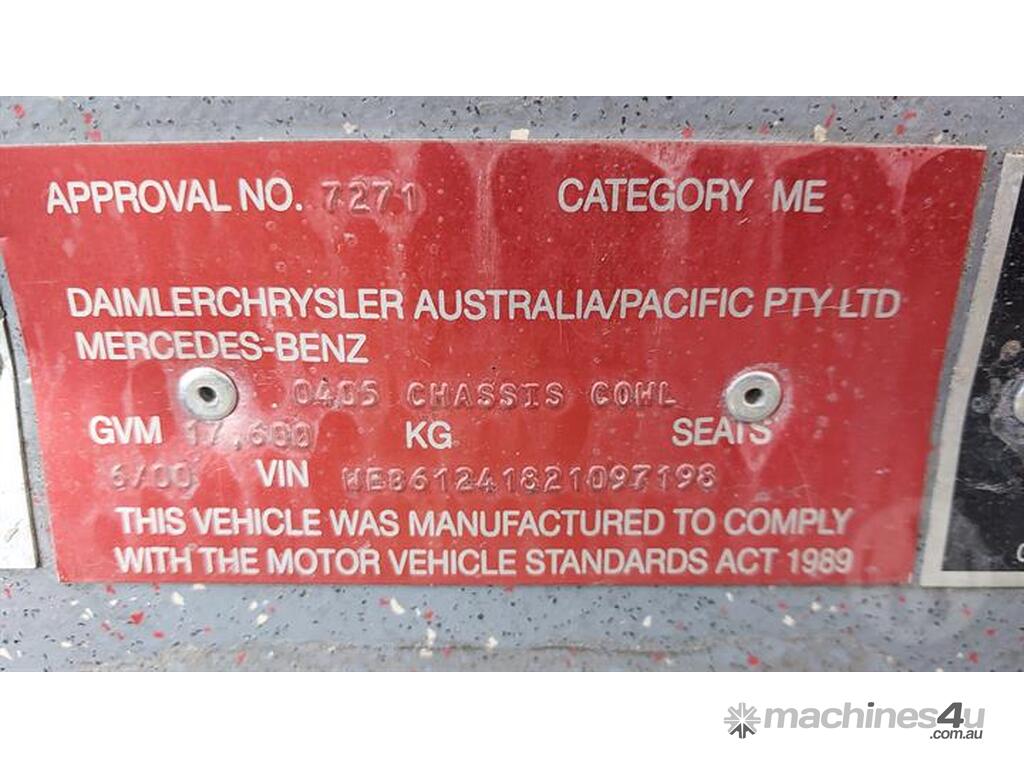 APPROVAL NO. 7271 CATEGORY ME
DAIMLERCHRYSLER AUSTRALIA/PACIFIC PTY LTD
MERCEDES-BENZ
0405 CHASSIS COWL
GVM 17,600 KG SEATS
6/00 VIN WEB61241821097198
THIS VEHICLE WAS MANUFACTURED TO COMPLY
WITH THE MOTOR VEHICLE STANDARDS ACT 1989
machines4u
.com.au